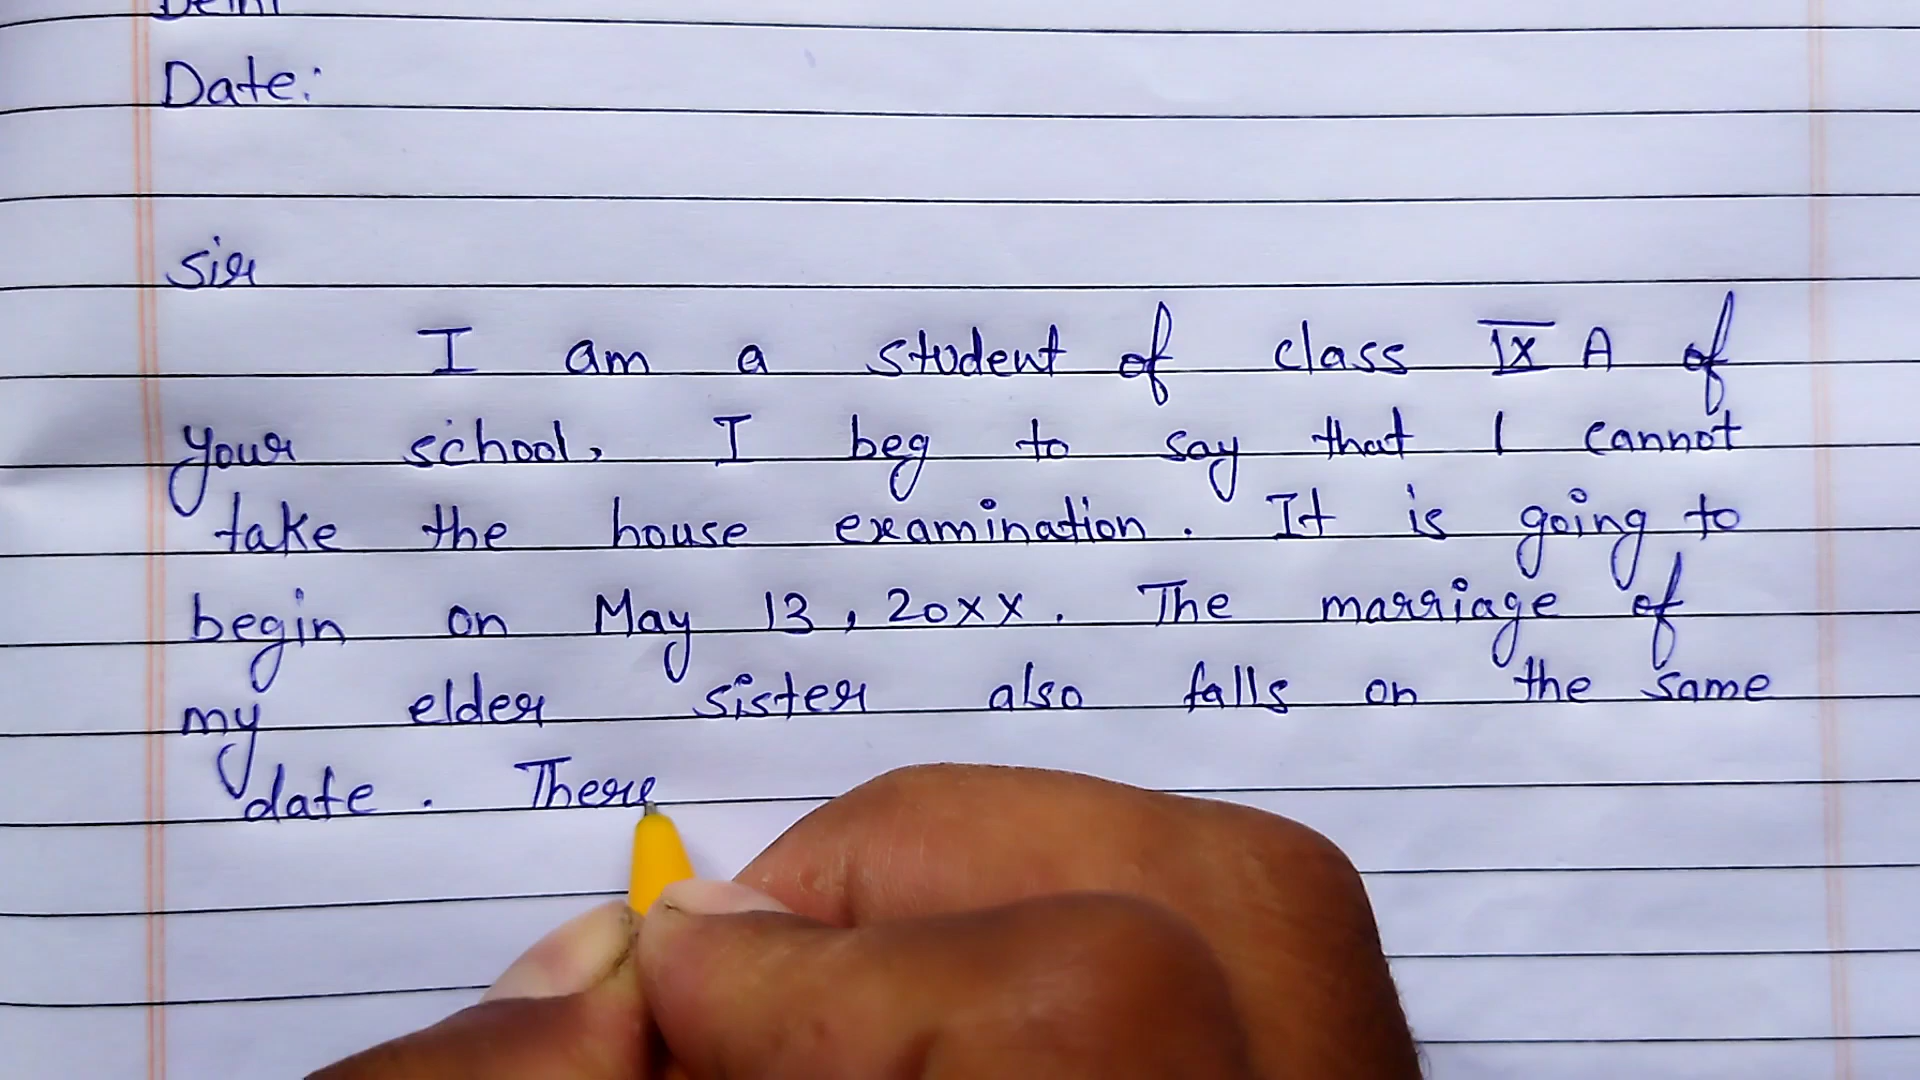 Delhi
Date:
Sir
I am a student of class IX A of
your school, I beg to say that I cannot
take the house examination. It is going to
begin on May 13, 20XX. The marriage of
my elder sister also falls on the same
date. There